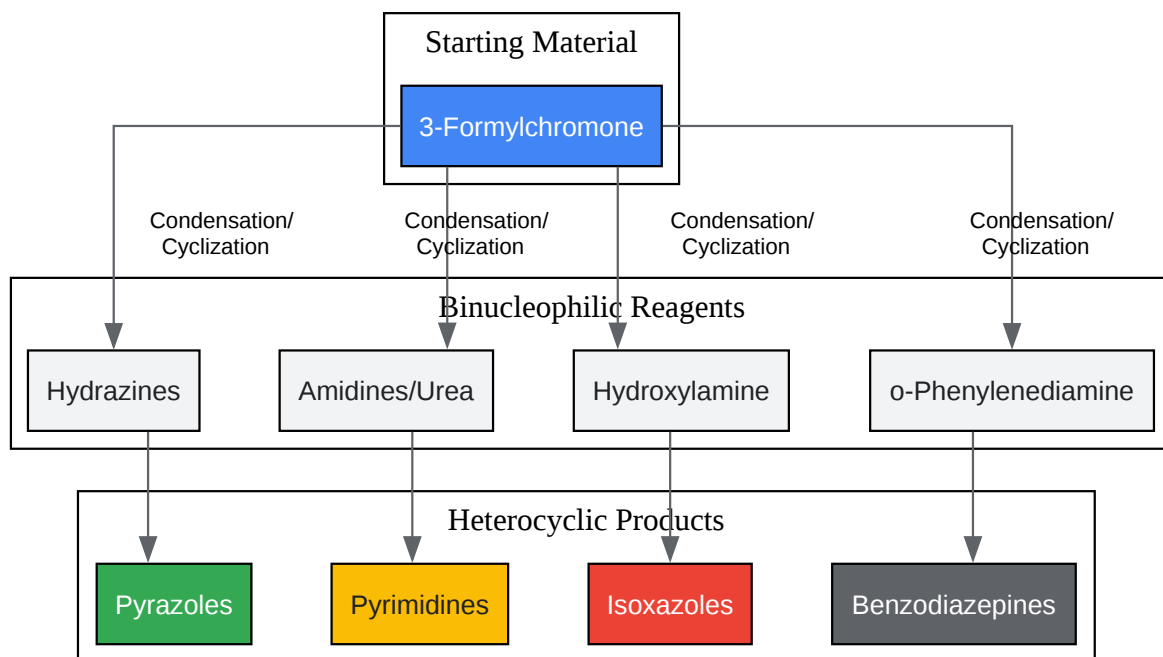 Starting Material
3-Formylchromone
Condensation/
Cyclization
Condensation/
Cyclization
Condensation/
Cyclization
Condensation/
Cyclization
Binucleophilic Reagents
Hydrazines
Amidines/Urea
Hydroxylamine
o-Phenylenediamine
Heterocyclic Products
Pyrazoles
Pyrimidines
Isoxazoles
Benzodiazepines